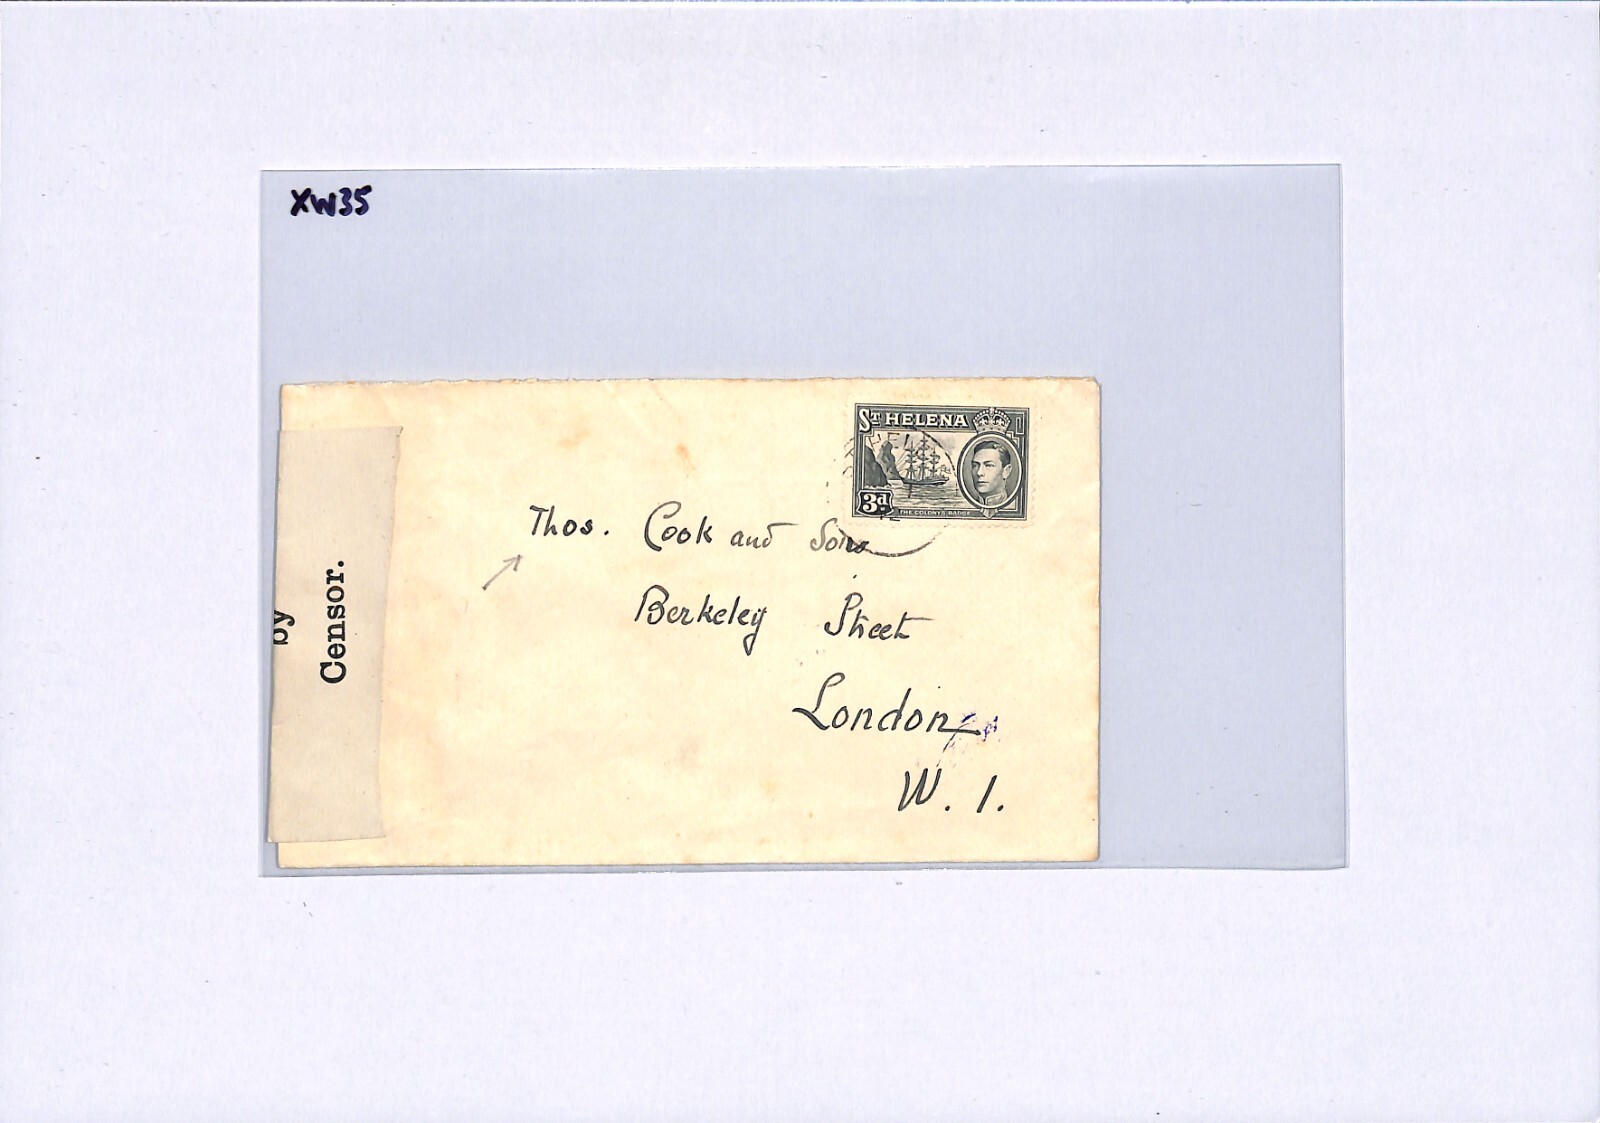 XW35
ST HELENA
3d
THE COLONY'S BADGE
Thos. Cook and Sons
Berkeley Street
London
W. 1.
by
Censor.